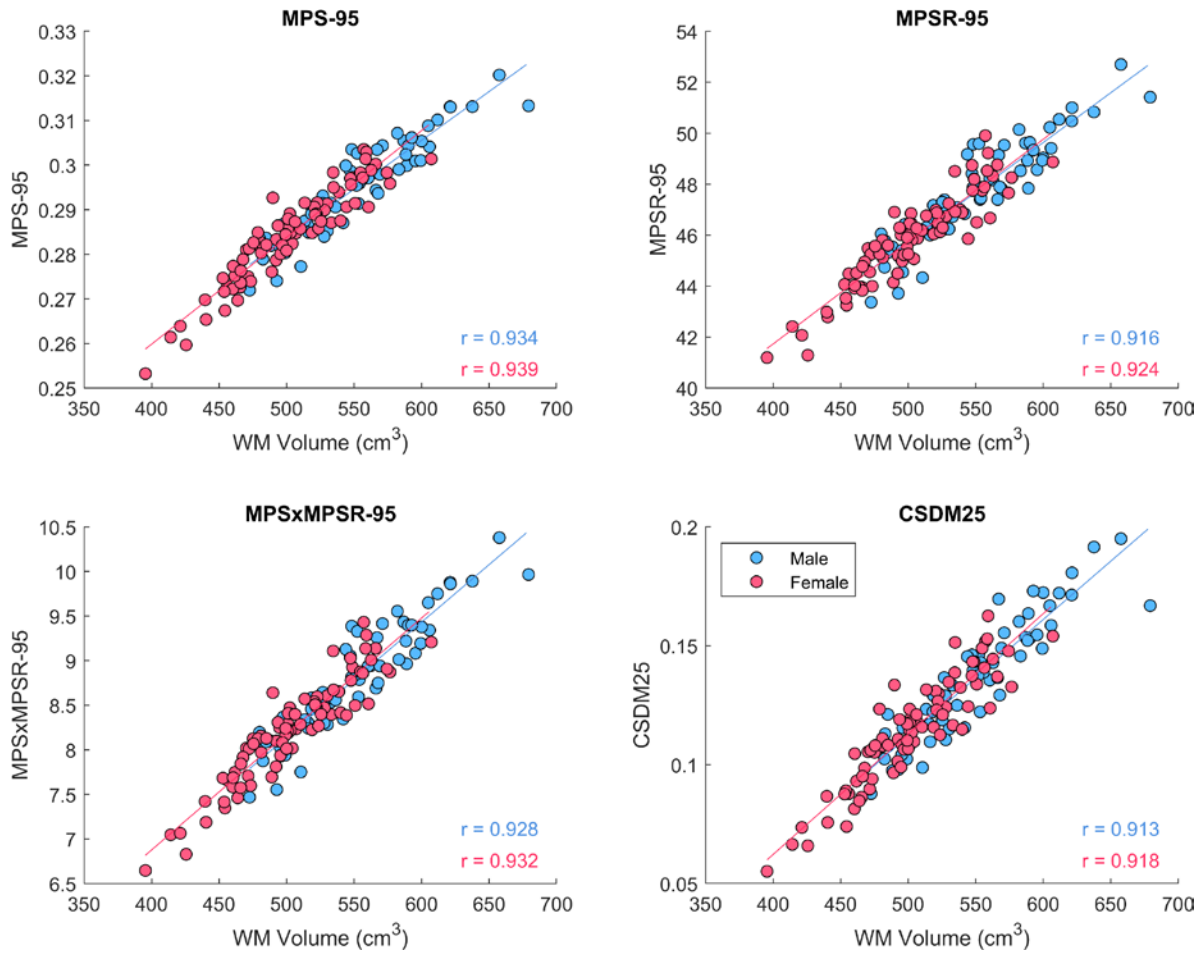 MPS-95
0.33
0.32
0.31
0.3
0.29
0.28
0.27
0.26
0.25
MPS-95
r = 0.934
r = 0.939
350 400 450 500 550 600 650 700
WM Volume (cm³)
MPSR-95
54
52
50
48
46
44
42
40
MPSR-95
r = 0.916
r = 0.924
350 400 450 500 550 600 650 700
WM Volume (cm³)
MPSxMPSR-95
10.5
10
9.5
9
8.5
8
7.5
7
6.5
MPSxMPSR-95
r = 0.928
r = 0.932
350 400 450 500 550 600 650 700
WM Volume (cm³)
CSDM25
0.2
0.15
0.1
0.05
CSDM25
Male
Female
r = 0.913
r = 0.918
350 400 450 500 550 600 650 700
WM Volume (cm³)